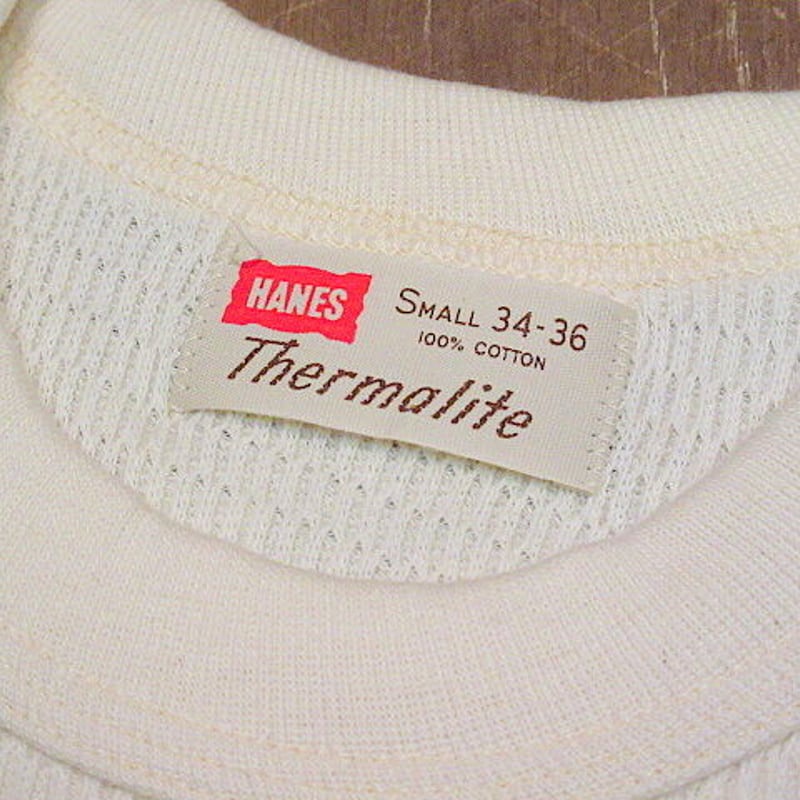 HANES
SMALL 34-36
100% COTTON
Thermalite